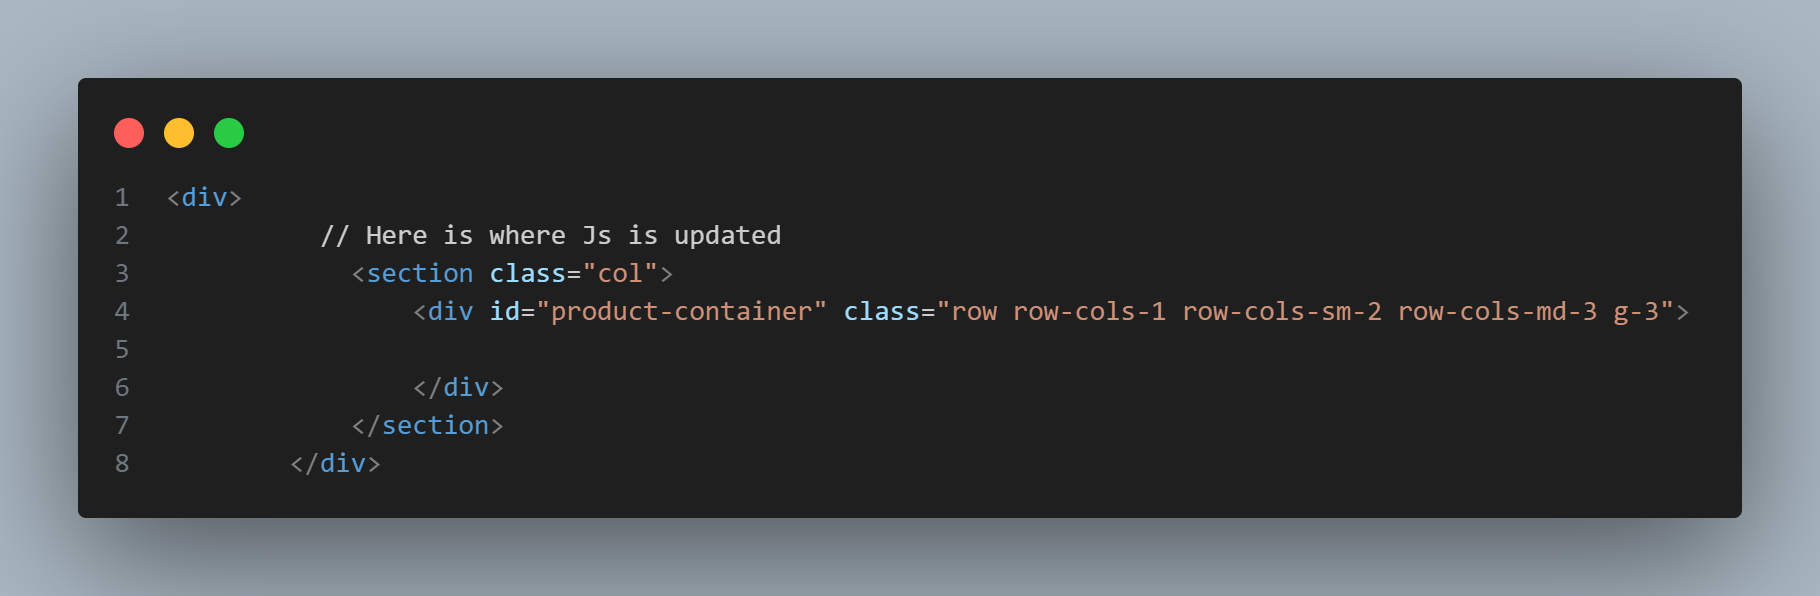 1 <div>
2 // Here is where Js is updated
3 <section class="col">
4 <div id="product-container" class="row row-cols-1 row-cols-sm-2 row-cols-md-3 g-3">
5
6 </div>
7 </section>
8 </div>